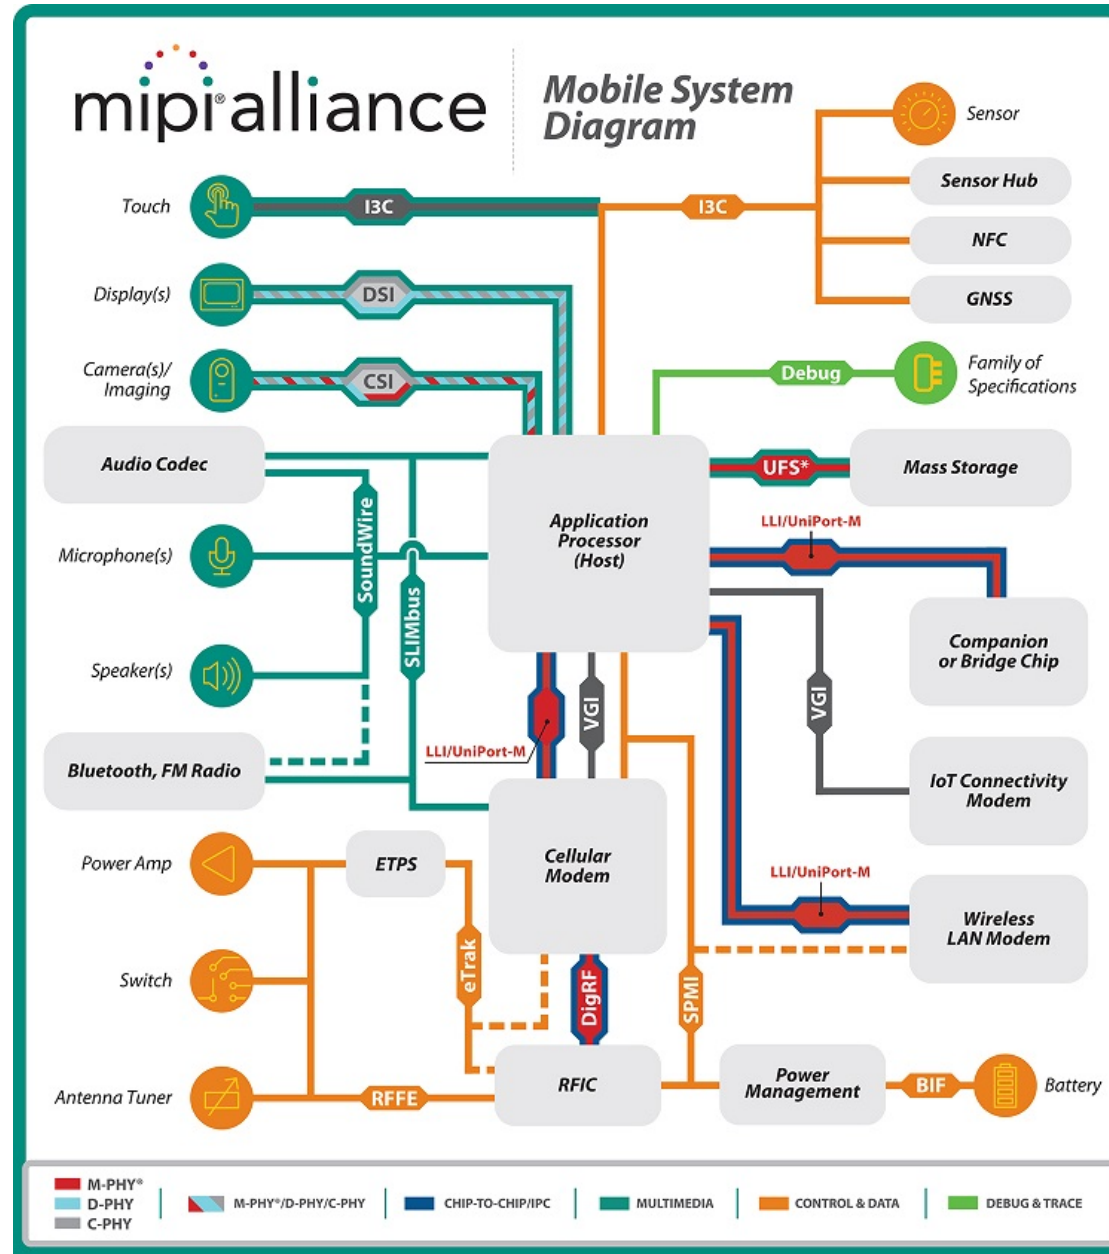 mipi® alliance
Mobile System
Diagram
Sensor
Touch
I3C
I3C
Sensor Hub
NFC
Display(s)
DSI
GNSS
Camera(s)/
Imaging
CSI
Debug
Family of
Specifications
Audio Codec
UFS*
Mass Storage
SoundWire
Application
Processor
(Host)
LLI/UniPort-M
Microphone(s)
SLIMbus
Companion
or Bridge Chip
Speaker(s)
VGI
VGI
LLI/UniPort-M
Bluetooth, FM Radio
IoT Connectivity
Modem
Power Amp
ETPS
Cellular
Modem
LLI/UniPort-M
Wireless
LAN Modem
Switch
eTrak
DigRF
SPMI
Antenna Tuner
RFFE
RFIC
Power
Management
BIF
Battery
M-PHY®
D-PHY
C-PHY
M-PHY®/D-PHY/C-PHY
CHIP-TO-CHIP/IPC
MULTIMEDIA
CONTROL & DATA
DEBUG & TRACE